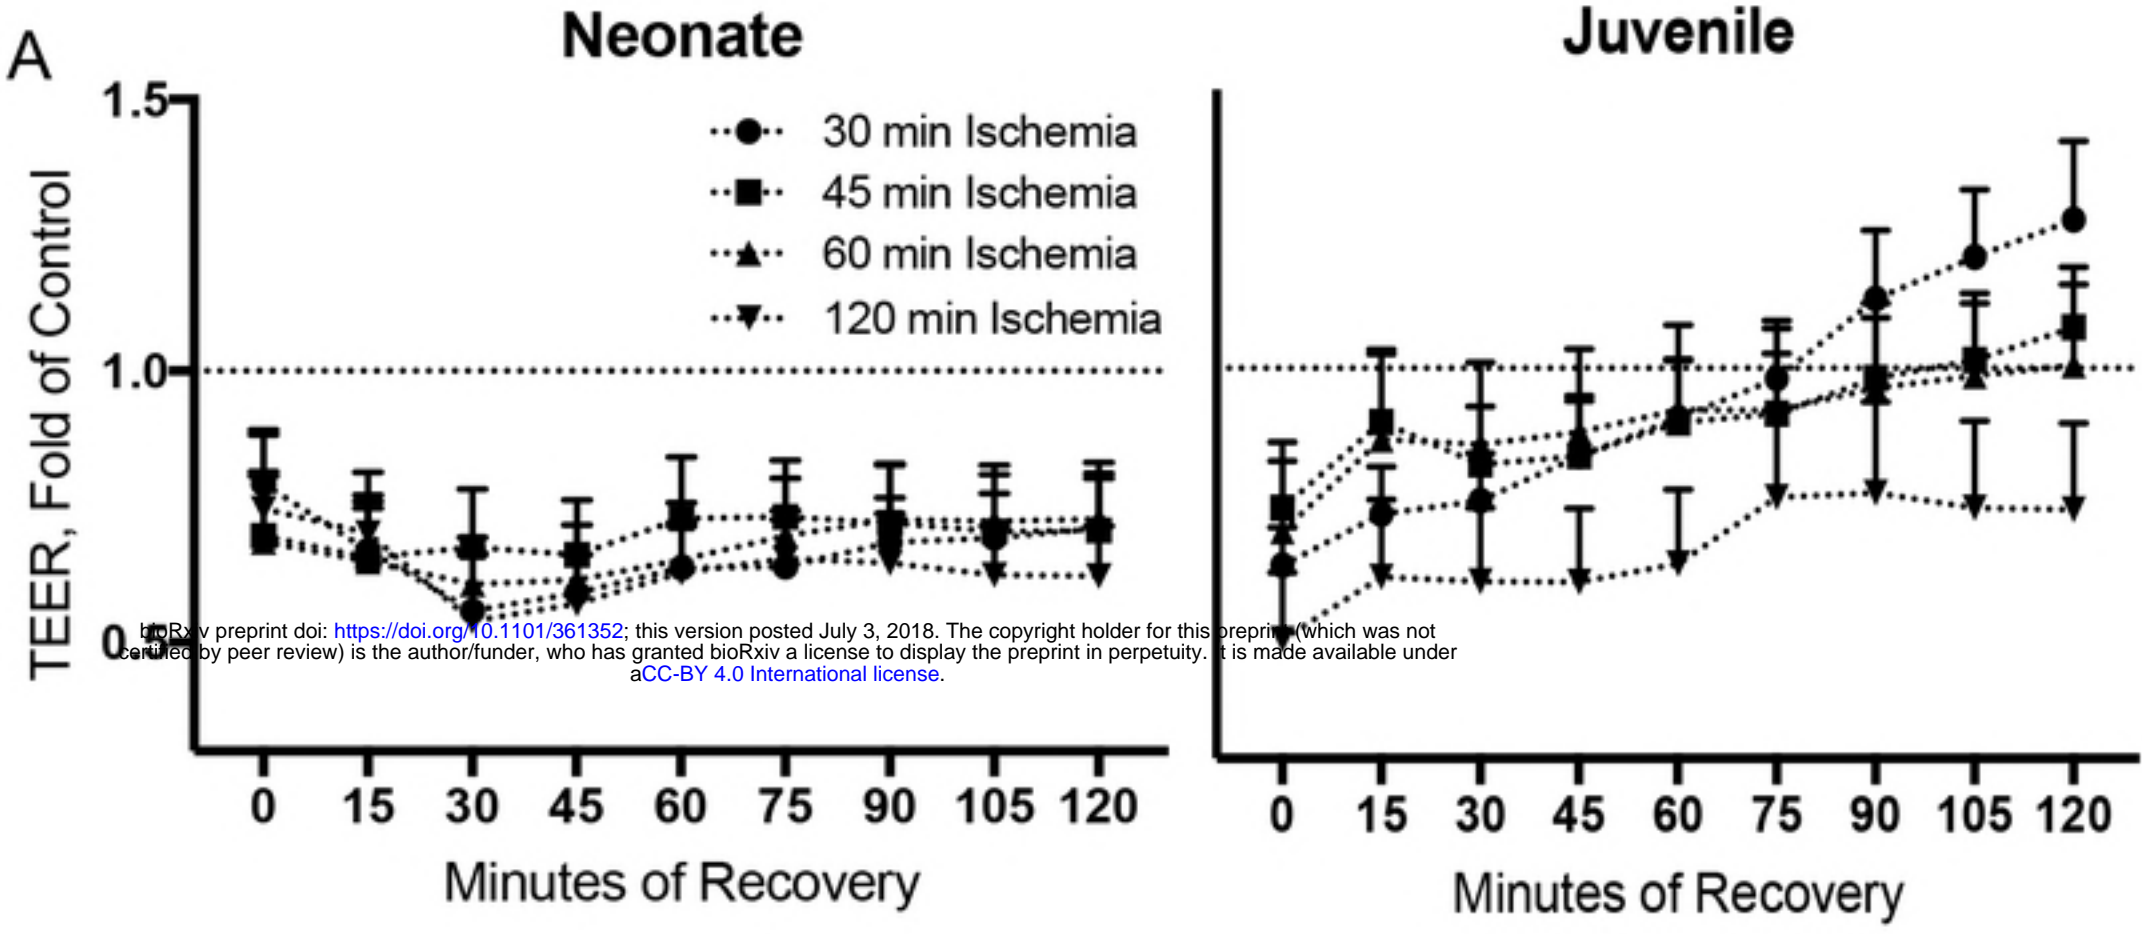 A
Neonate
Juvenile
1.5
1.0
0.5
TEER, Fold of Control
30 min Ischemia
45 min Ischemia
60 min Ischemia
120 min Ischemia
bioRxiv preprint doi: https://doi.org/10.1101/361352; this version posted July 3, 2018. The copyright holder for this preprint (which was not
certified by peer review) is the author/funder, who has granted bioRxiv a license to display the preprint in perpetuity. It is made available under
aCC-BY 4.0 International license.
0 15 30 45 60 75 90 105 120
0 15 30 45 60 75 90 105 120
Minutes of Recovery
Minutes of Recovery